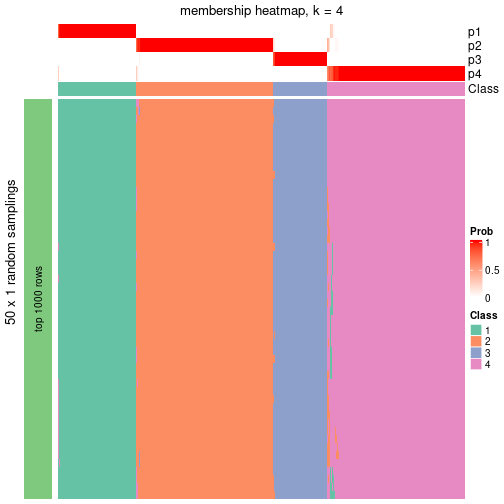 membership heatmap, k = 4
p1
p2
p3
p4
Class
50 x 1 random samplings
top 1000 rows
Prob
1
0.5
0
Class
1
2
3
4